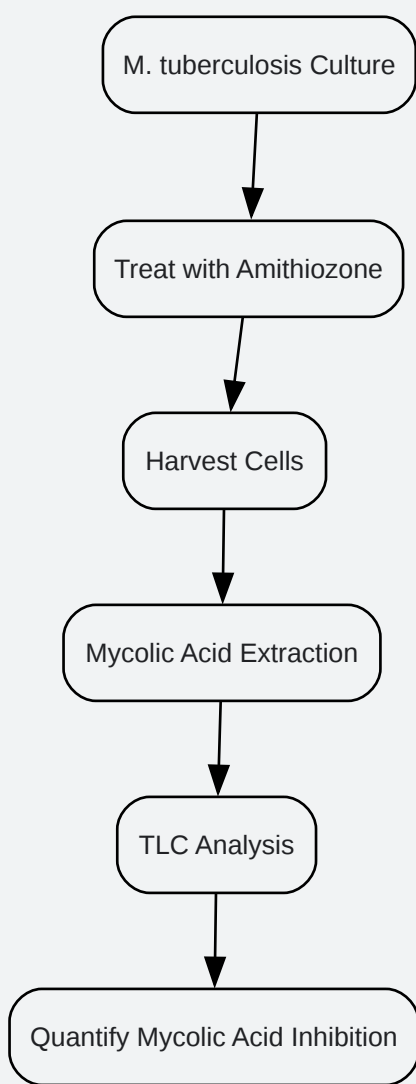 M. tuberculosis Culture
Treat with Amithiozone
Harvest Cells
Mycolic Acid Extraction
TLC Analysis
Quantify Mycolic Acid Inhibition